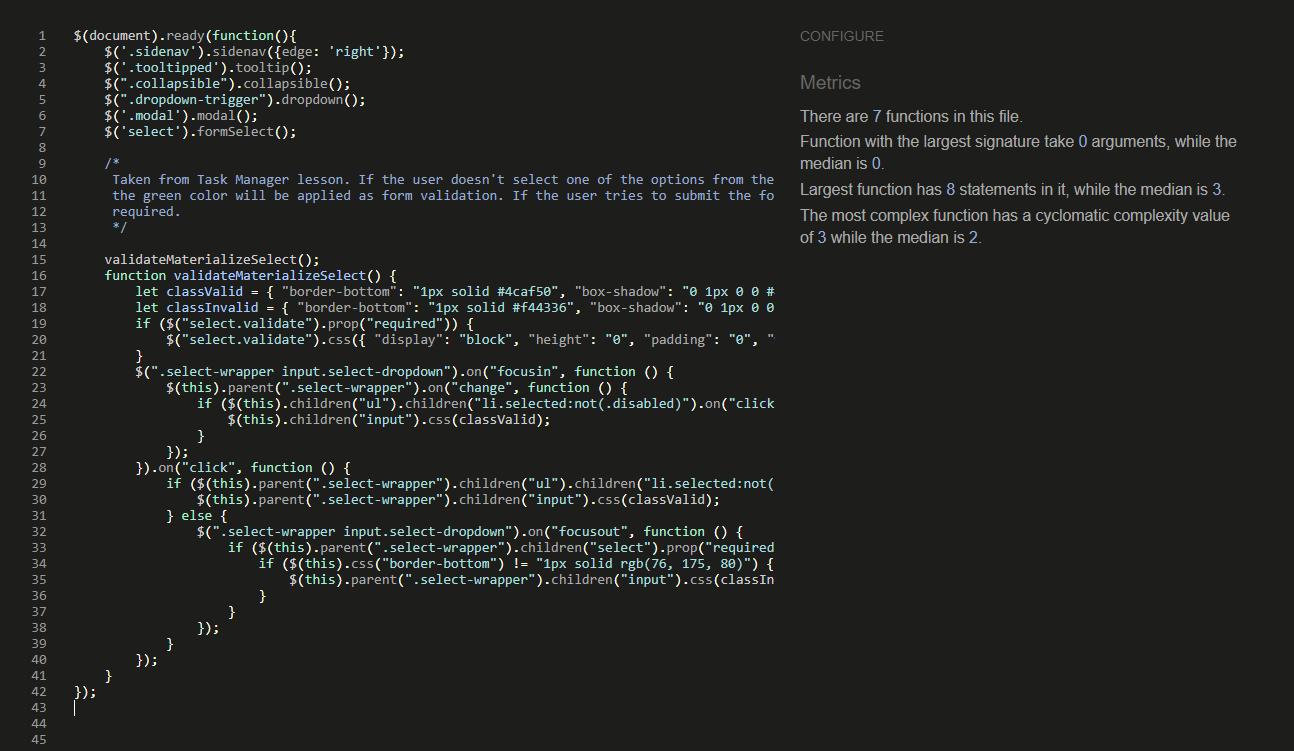 1 $(document).ready(function(){
2 $('.sidenav').sidenav({edge: 'right'});
3 $('.tooltipped').tooltip();
4 $(".collapsible").collapsible();
5 $(".dropdown-trigger").dropdown();
6 $('.modal').modal();
7 $('select').formSelect();
8
9 /*
10 Taken from Task Manager lesson. If the user doesn't select one of the options from the
11 the green color will be applied as form validation. If the user tries to submit the fo
12 required.
13 */
14
15 validateMaterializeSelect();
16 function validateMaterializeSelect() {
17 let classValid = { "border-bottom": "1px solid #4caf50", "box-shadow": "0 1px 0 0 #
18 let classInvalid = { "border-bottom": "1px solid #f44336", "box-shadow": "0 1px 0 0
19 if ($("select.validate").prop("required")) {
20 $("select.validate").css({ "display": "block", "height": "0", "padding": "0", "
21 }
22 $(".select-wrapper input.select-dropdown").on("focusin", function () {
23 $(this).parent(".select-wrapper").on("change", function () {
24 if ($(this).children("ul").children("li.selected:not(.disabled)").on("click
25 $(this).children("input").css(classValid);
26 }
27 });
28 }).on("click", function () {
29 if ($(this).parent(".select-wrapper").children("ul").children("li.selected:not(
30 $(this).parent(".select-wrapper").children("input").css(classValid);
31 } else {
32 $(".select-wrapper input.select-dropdown").on("focusout", function () {
33 if ($(this).parent(".select-wrapper").children("select").prop("required
34 if ($(this).css("border-bottom") != "1px solid rgb(76, 175, 80)") {
35 $(this).parent(".select-wrapper").children("input").css(classIn
36 }
37 }
38 });
39 }
40 });
41 }
42 });
43
44
45
CONFIGURE
Metrics
There are 7 functions in this file.
Function with the largest signature take 0 arguments, while the
median is 0.
Largest function has 8 statements in it, while the median is 3.
The most complex function has a cyclomatic complexity value
of 3 while the median is 2.